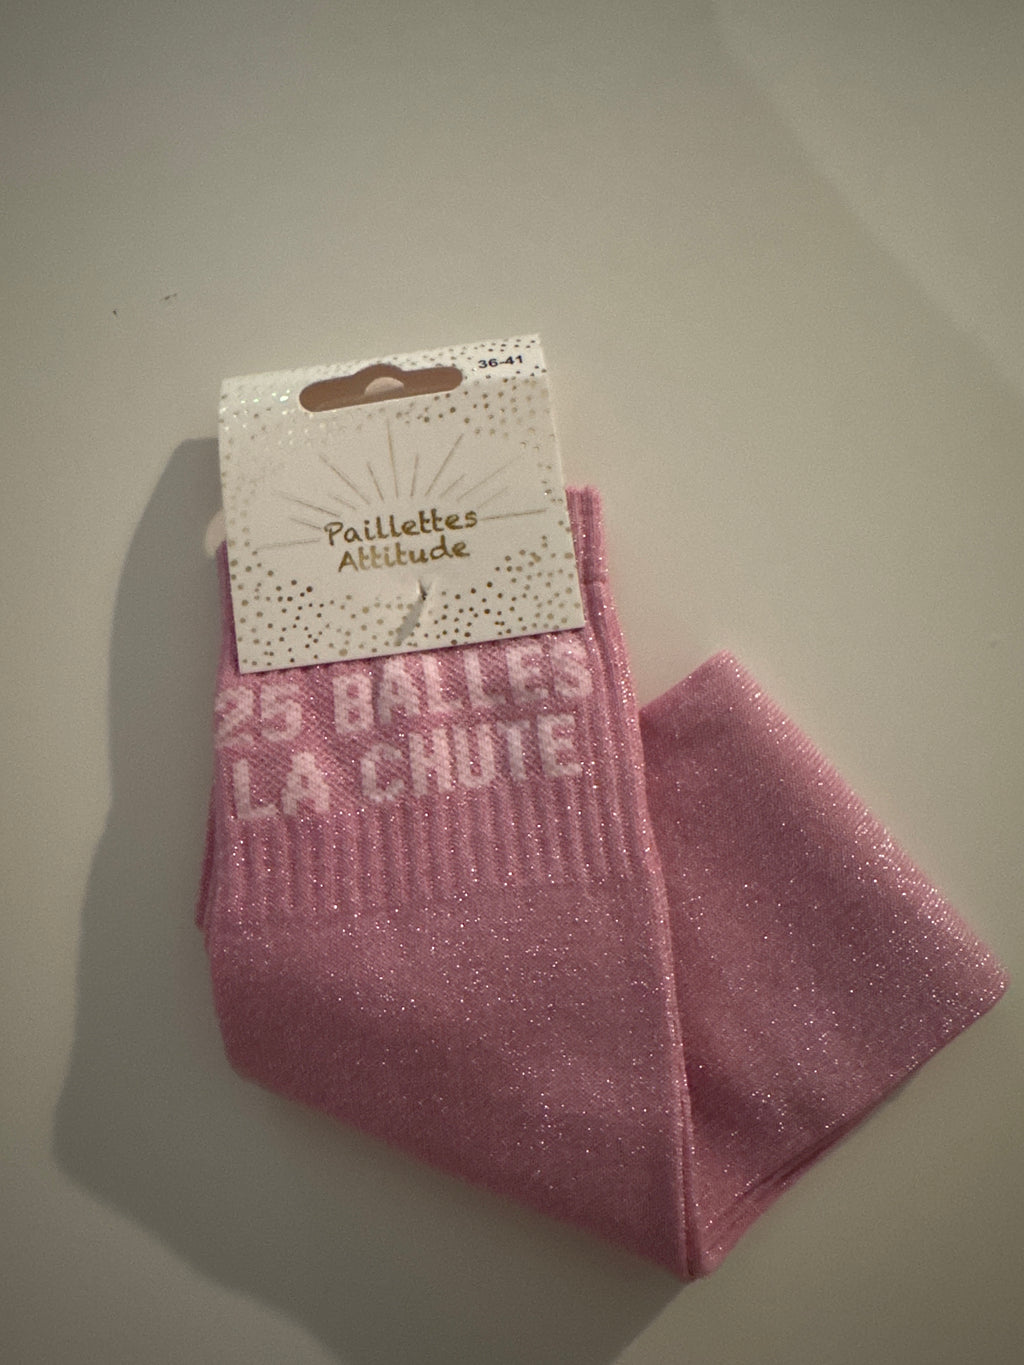 36-41
Paillettes
Attitude
25 BALLES
LA CHUTE